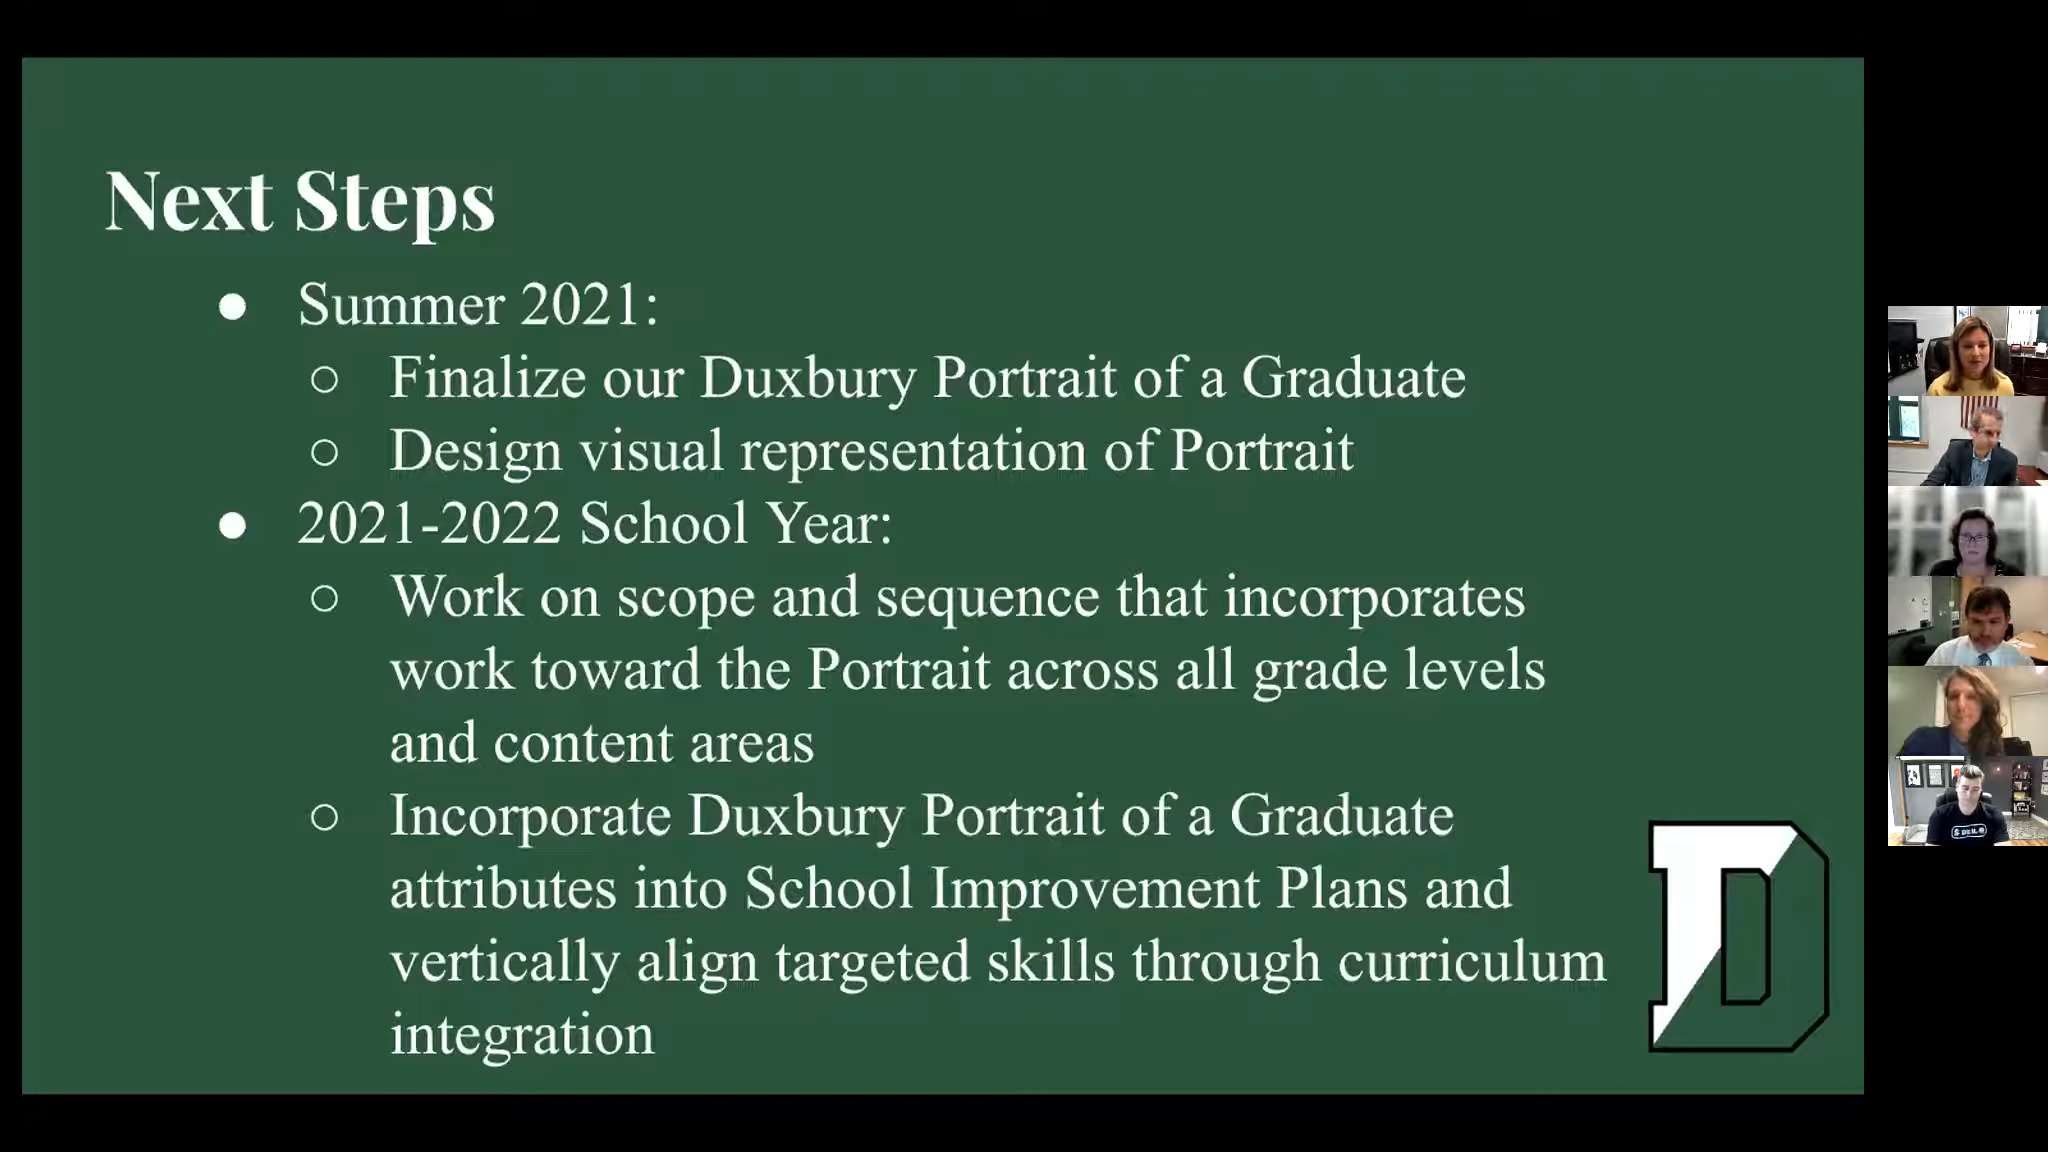 Next Steps
● Summer 2021:
○ Finalize our Duxbury Portrait of a Graduate
○ Design visual representation of Portrait
● 2021-2022 School Year:
○ Work on scope and sequence that incorporates
work toward the Portrait across all grade levels
and content areas
○ Incorporate Duxbury Portrait of a Graduate
attributes into School Improvement Plans and
vertically align targeted skills through curriculum
integration
D